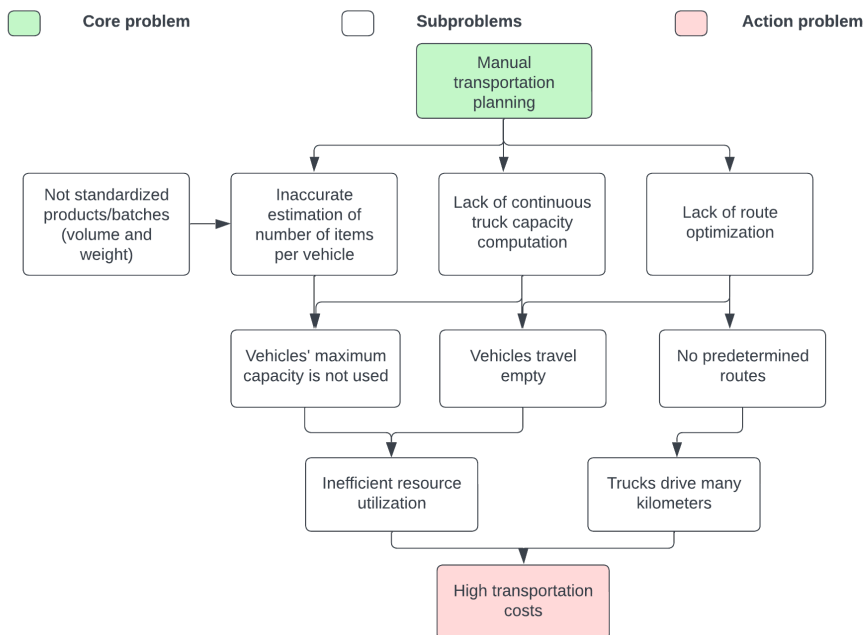 Core problem
Subproblems
Action problem
Manual
transportation
planning
Not standardized
products/batches
(volume and
weight)
Inaccurate
estimation of
number of items
per vehicle
Lack of continuous
truck capacity
computation
Lack of route
optimization
Vehicles' maximum
capacity is not used
Vehicles travel
empty
No predetermined
routes
Inefficient resource
utilization
Trucks drive many
kilometers
High transportation
costs